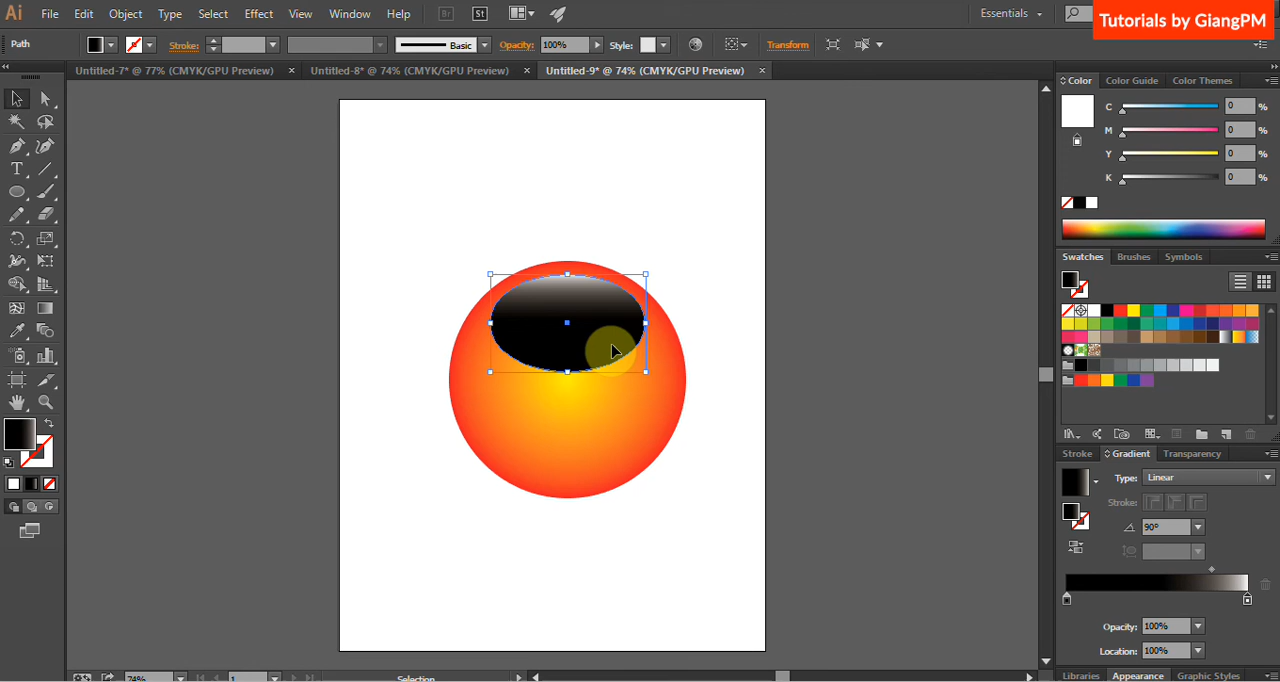 Ai File Edit Object Type Select Effect View Window Help Br St Essentials Tutorials by GiangPM
Path Stroke: Basic Opacity: 100% Style: Transform
Untitled-7* @ 77% (CMYK/GPU Preview) × Untitled-8* @ 74% (CMYK/GPU Preview) × Untitled-9* @ 74% (CMYK/GPU Preview) ×
Color Color Guide Color Themes
C 0 %
M 0 %
Y 0 %
K 0 %
Swatches Brushes Symbols
Stroke Gradient Transparency
Type: Linear
Stroke:
90°
Opacity: 100%
Location: 100%
74% 1 Selection
Libraries Appearance Graphic Styles